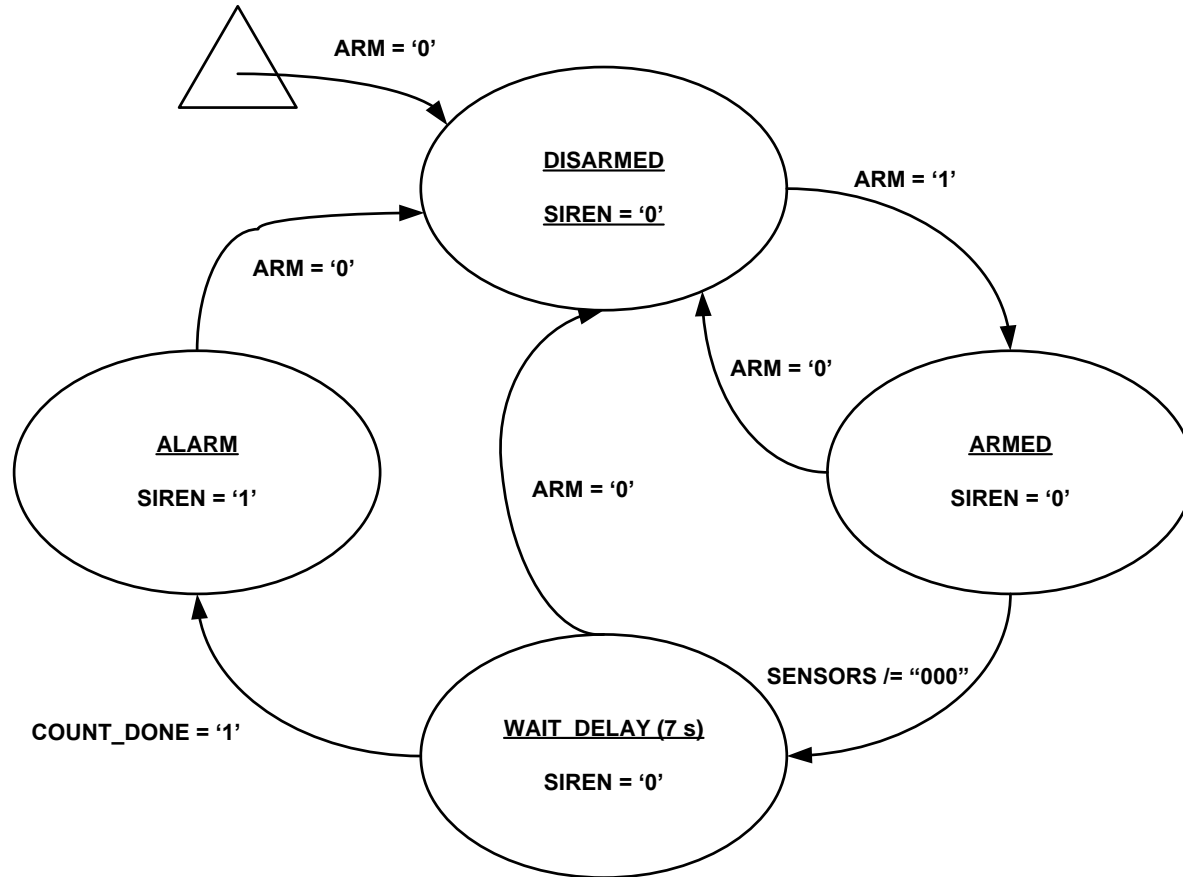 ARM = ‘0’
DISARMED
SIREN = ‘0’
ARM = ‘1’
ARM = ‘0’
ARM = ‘0’
ALARM
SIREN = ‘1’
ARMED
SIREN = ‘0’
ARM = ‘0’
SENSORS /= “000”
COUNT_DONE = ‘1’
WAIT_DELAY (7 s)
SIREN = ‘0’